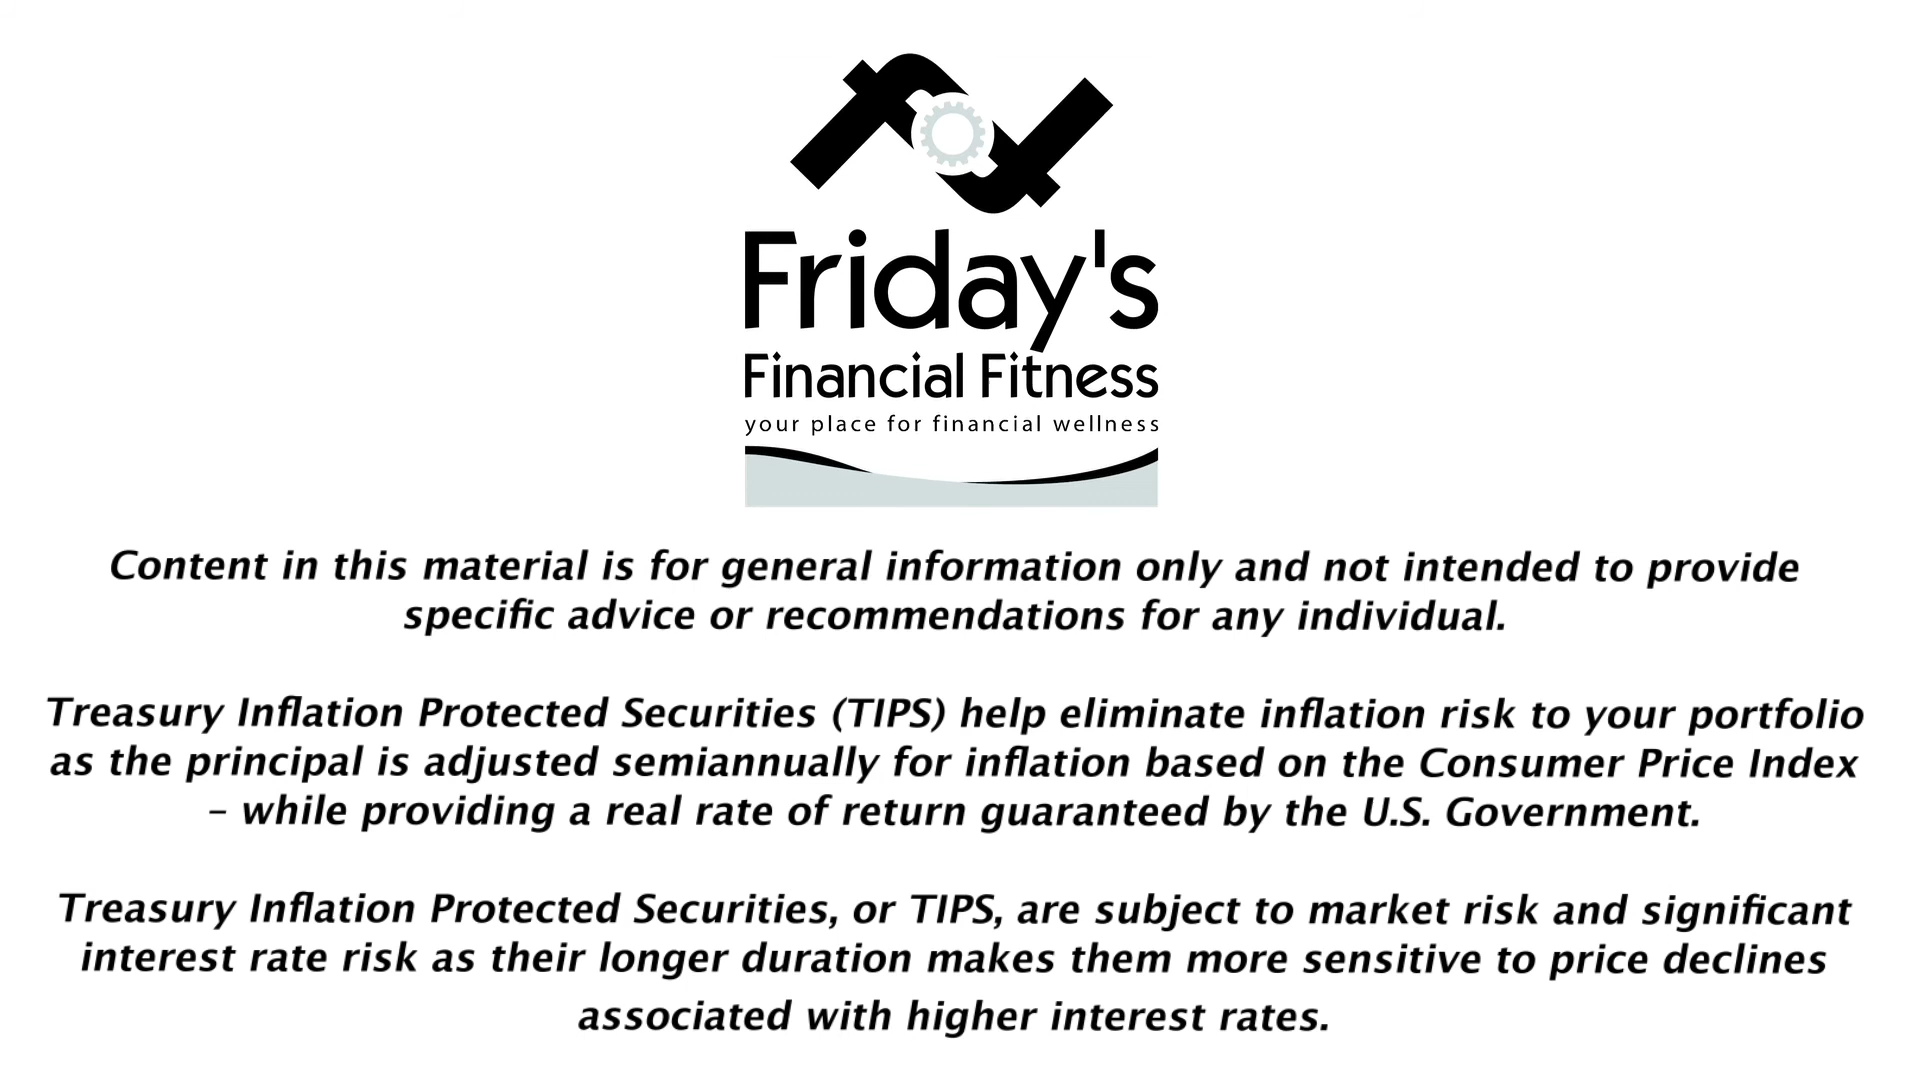 Friday's
Financial Fitness
your place for financial wellness
Content in this material is for general information only and not intended to provide
specific advice or recommendations for any individual.
Treasury Inflation Protected Securities (TIPS) help eliminate inflation risk to your portfolio
as the principal is adjusted semiannually for inflation based on the Consumer Price Index
– while providing a real rate of return guaranteed by the U.S. Government.
Treasury Inflation Protected Securities, or TIPS, are subject to market risk and significant
interest rate risk as their longer duration makes them more sensitive to price declines
associated with higher interest rates.